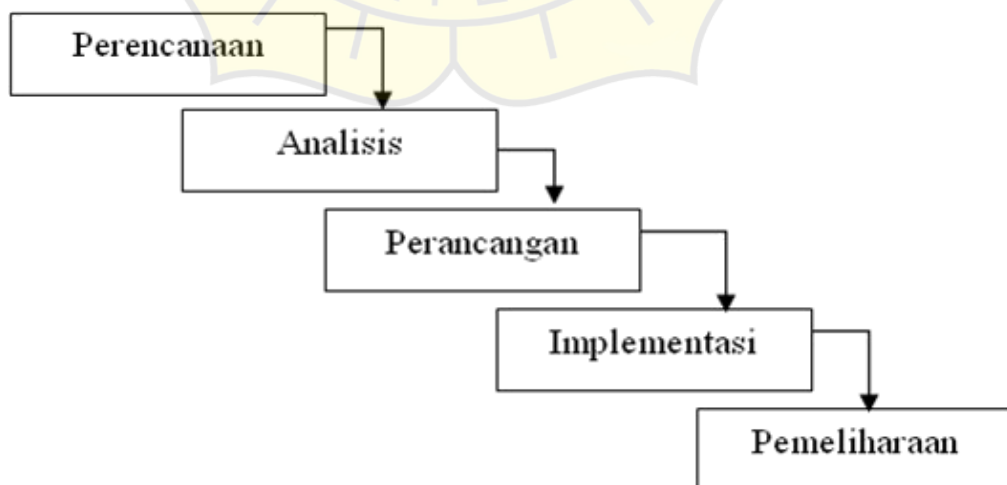 Perencanaan
Analisis
Perancangan
Implementasi
Pemeliharaan